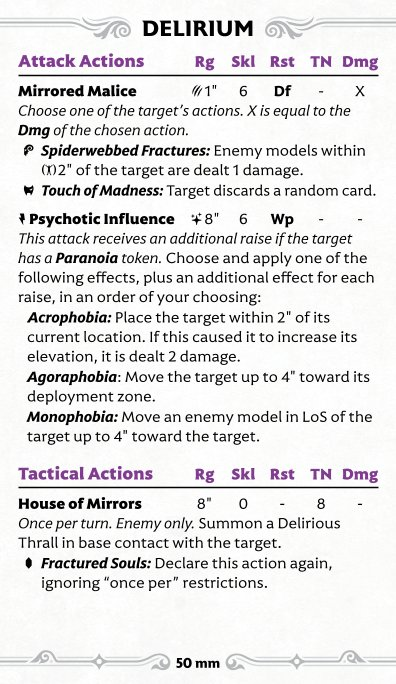 DELIRIUM
Attack Actions Rg Skl Rst TN Dmg
Mirrored Malice 1" 6 Df - X
Choose one of the target's actions. X is equal to the
Dmg of the chosen action.
Spiderwebbed Fractures: Enemy models within
2" of the target are dealt 1 damage.
Touch of Madness: Target discards a random card.
Psychotic Influence 8" 6 Wp - -
This attack receives an additional raise if the target
has a Paranoia token. Choose and apply one of the
following effects, plus an additional effect for each
raise, in an order of your choosing:
Acrophobia: Place the target within 2" of its
current location. If this caused it to increase its
elevation, it is dealt 2 damage.
Agoraphobia: Move the target up to 4" toward its
deployment zone.
Monophobia: Move an enemy model in LoS of the
target up to 4" toward the target.
Tactical Actions Rg Skl Rst TN Dmg
House of Mirrors 8" 0 - 8 -
Once per turn. Enemy only. Summon a Delirious
Thrall in base contact with the target.
Fractured Souls: Declare this action again,
ignoring "once per" restrictions.
50 mm